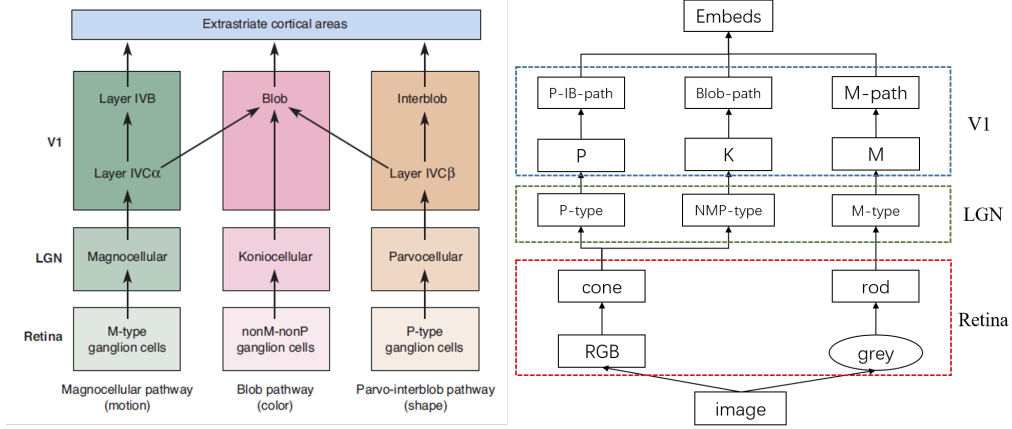 Extrastriate cortical areas
Layer IVB
Blob
Interblob
V1
Layer IVCα
Layer IVCβ
LGN
Magnocellular
Koniocellular
Parvocellular
Retina
M-type
ganglion cells
nonM-nonP
ganglion cells
P-type
ganglion cells
Magnocellular pathway
(motion)
Blob pathway
(color)
Parvo-interblob pathway
(shape)
Embeds
P-IB-path
Blob-path
M-path
V1
P
K
M
P-type
NMP-type
M-type
LGN
cone
rod
Retina
RGB
grey
image